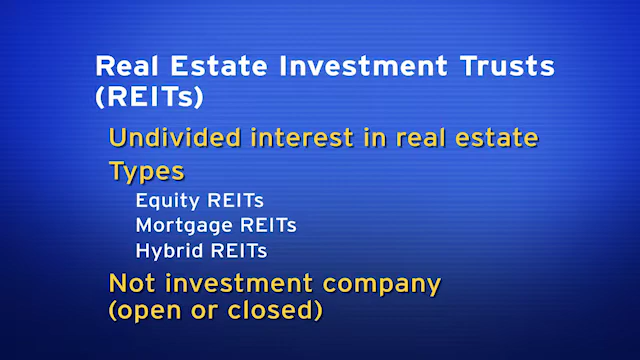 Real Estate Investment Trusts
(REITs)
Undivided interest in real estate
Types
Equity REITs
Mortgage REITs
Hybrid REITs
Not investment company
(open or closed)